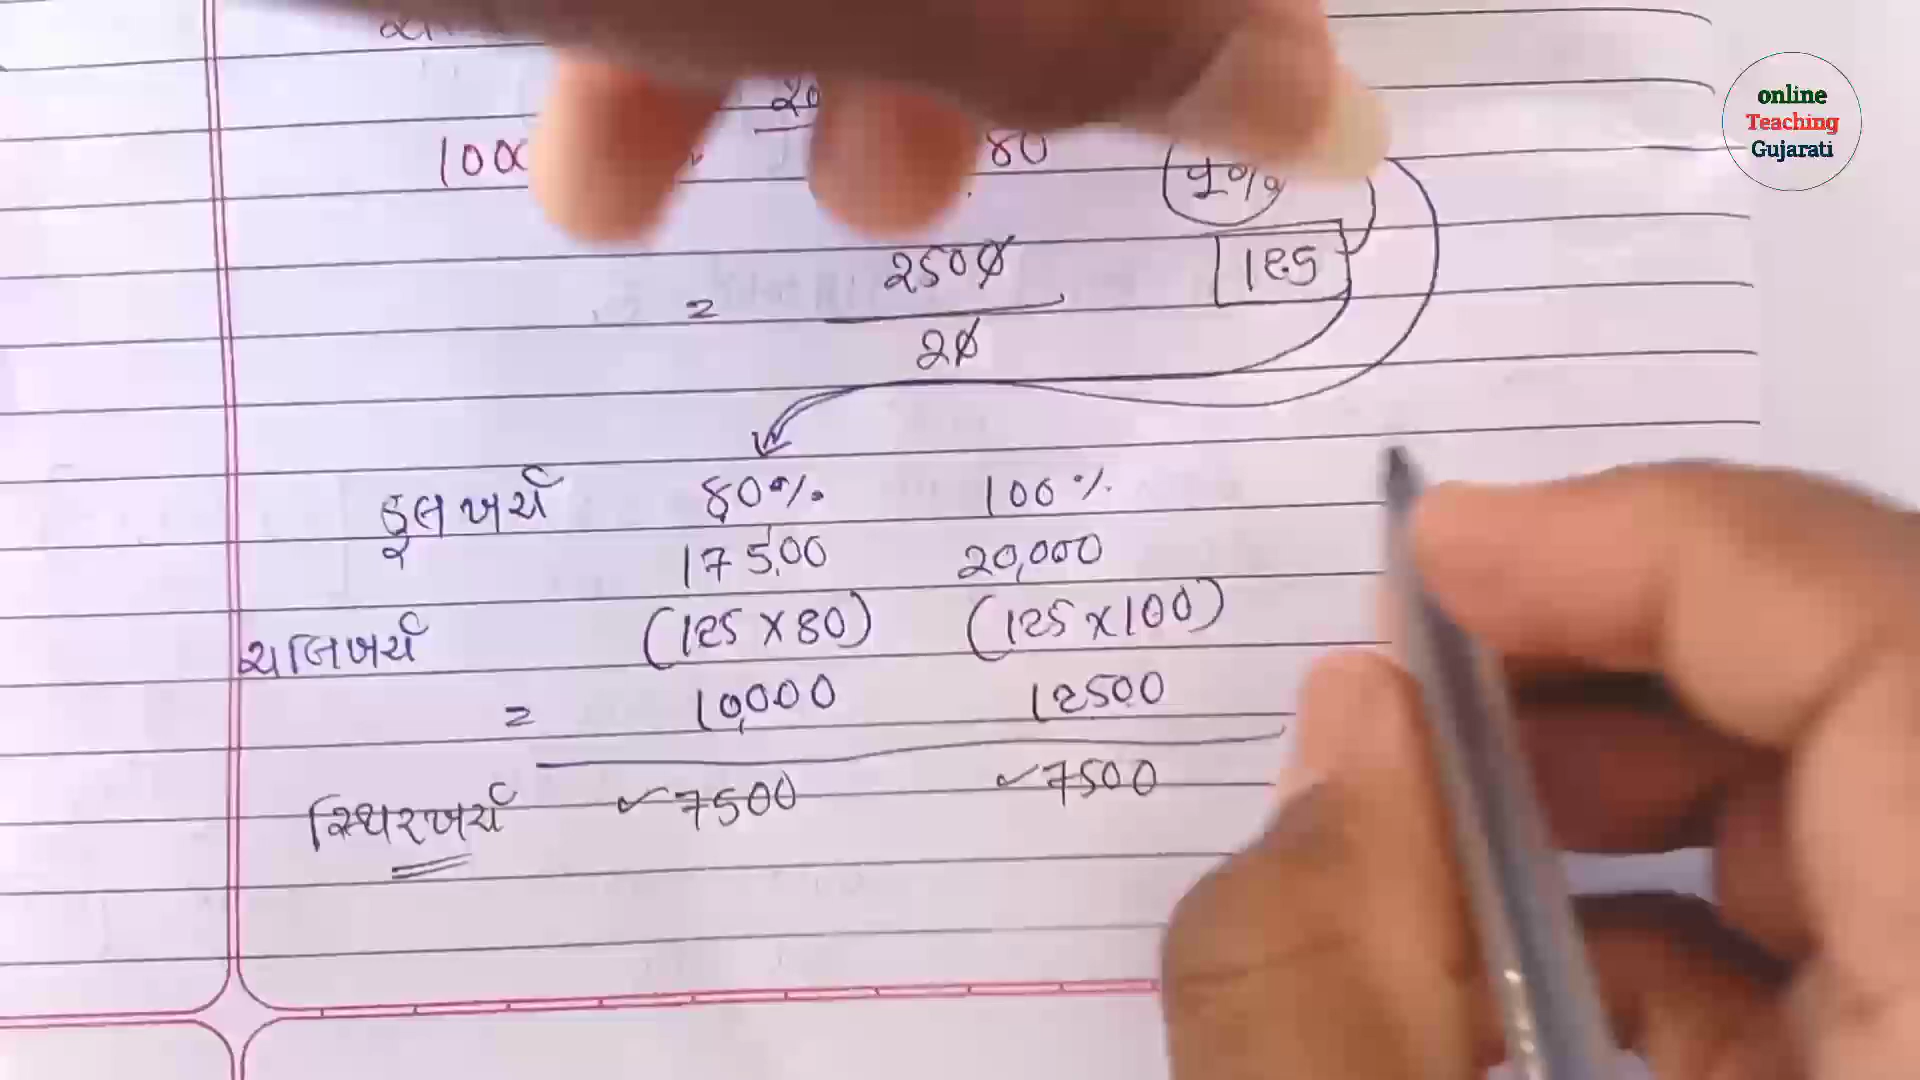 80
1%
2500
125
=
20
કુલ ખર્ચ 80% 100%
17500 20,000
ચલિતખર્ચ (125 x 80) (125 x 100)
= 10,000 12500
સ્થિરખર્ચ ✓7500 ✓7500
online
Teaching
Gujarati